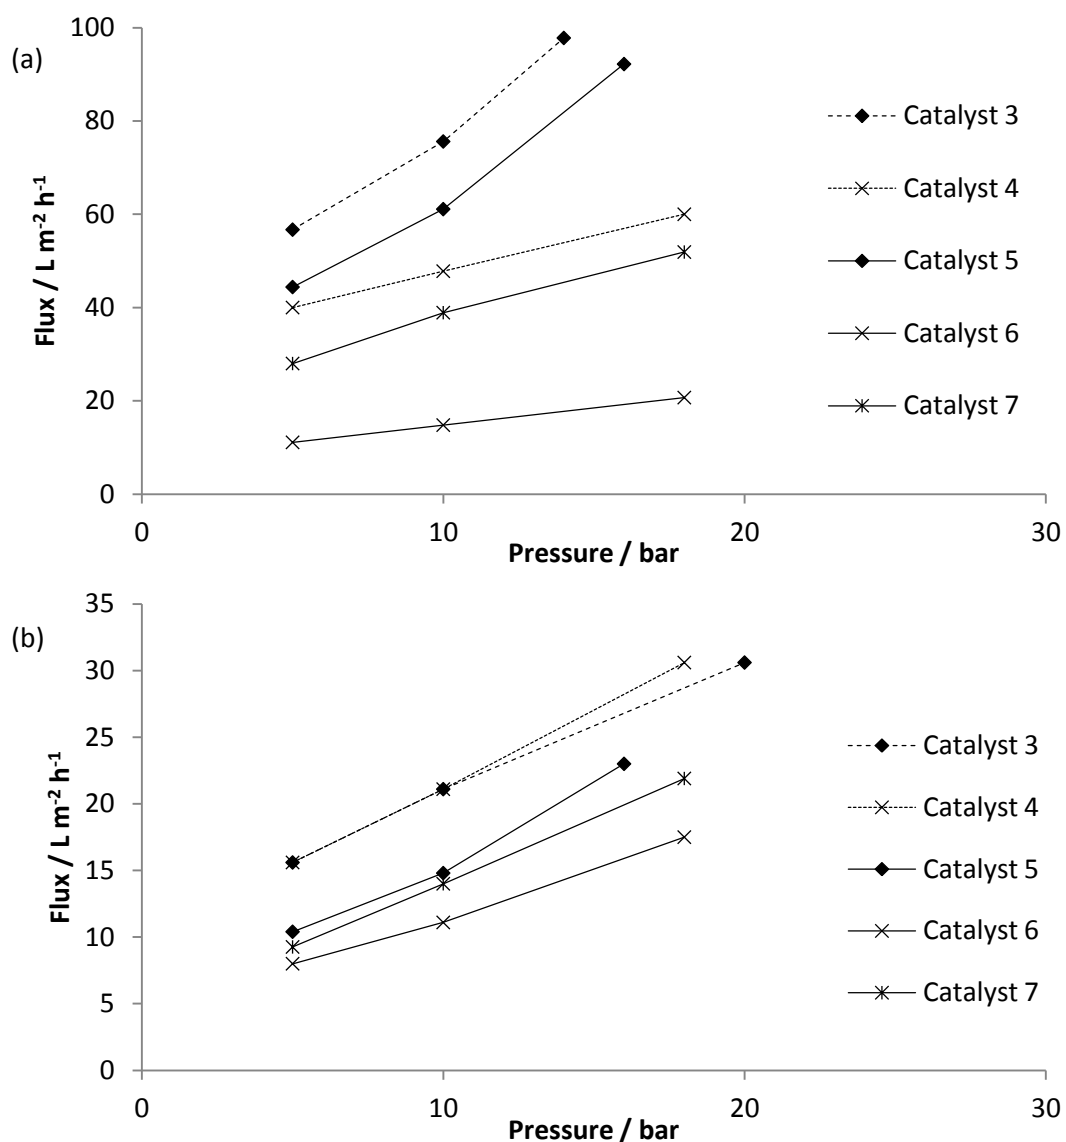 (a)
Flux / L m⁻² h⁻¹
100
80
60
40
20
0
0 10 20 30
Pressure / bar
Catalyst 3
Catalyst 4
Catalyst 5
Catalyst 6
Catalyst 7
(b)
Flux / L m⁻² h⁻¹
35
30
25
20
15
10
5
0
0 10 20 30
Pressure / bar
Catalyst 3
Catalyst 4
Catalyst 5
Catalyst 6
Catalyst 7